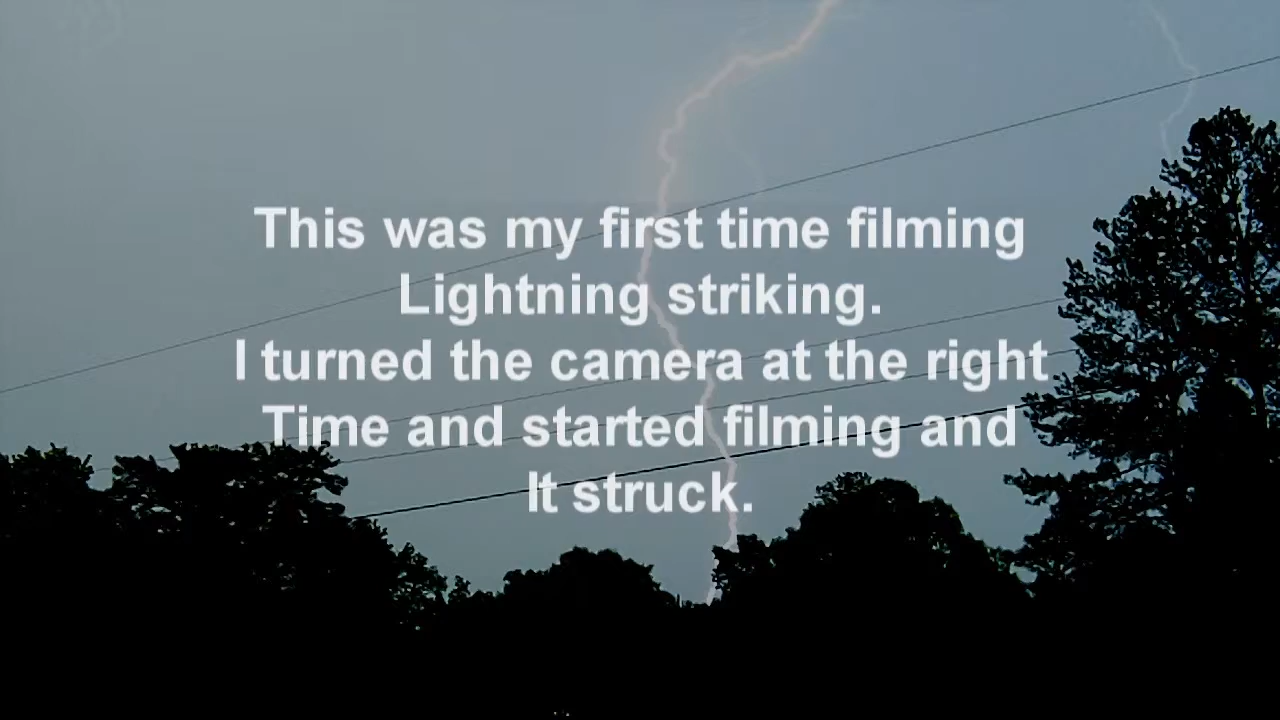 This was my first time filming
Lightning striking.
I turned the camera at the right
Time and started filming and
It struck.